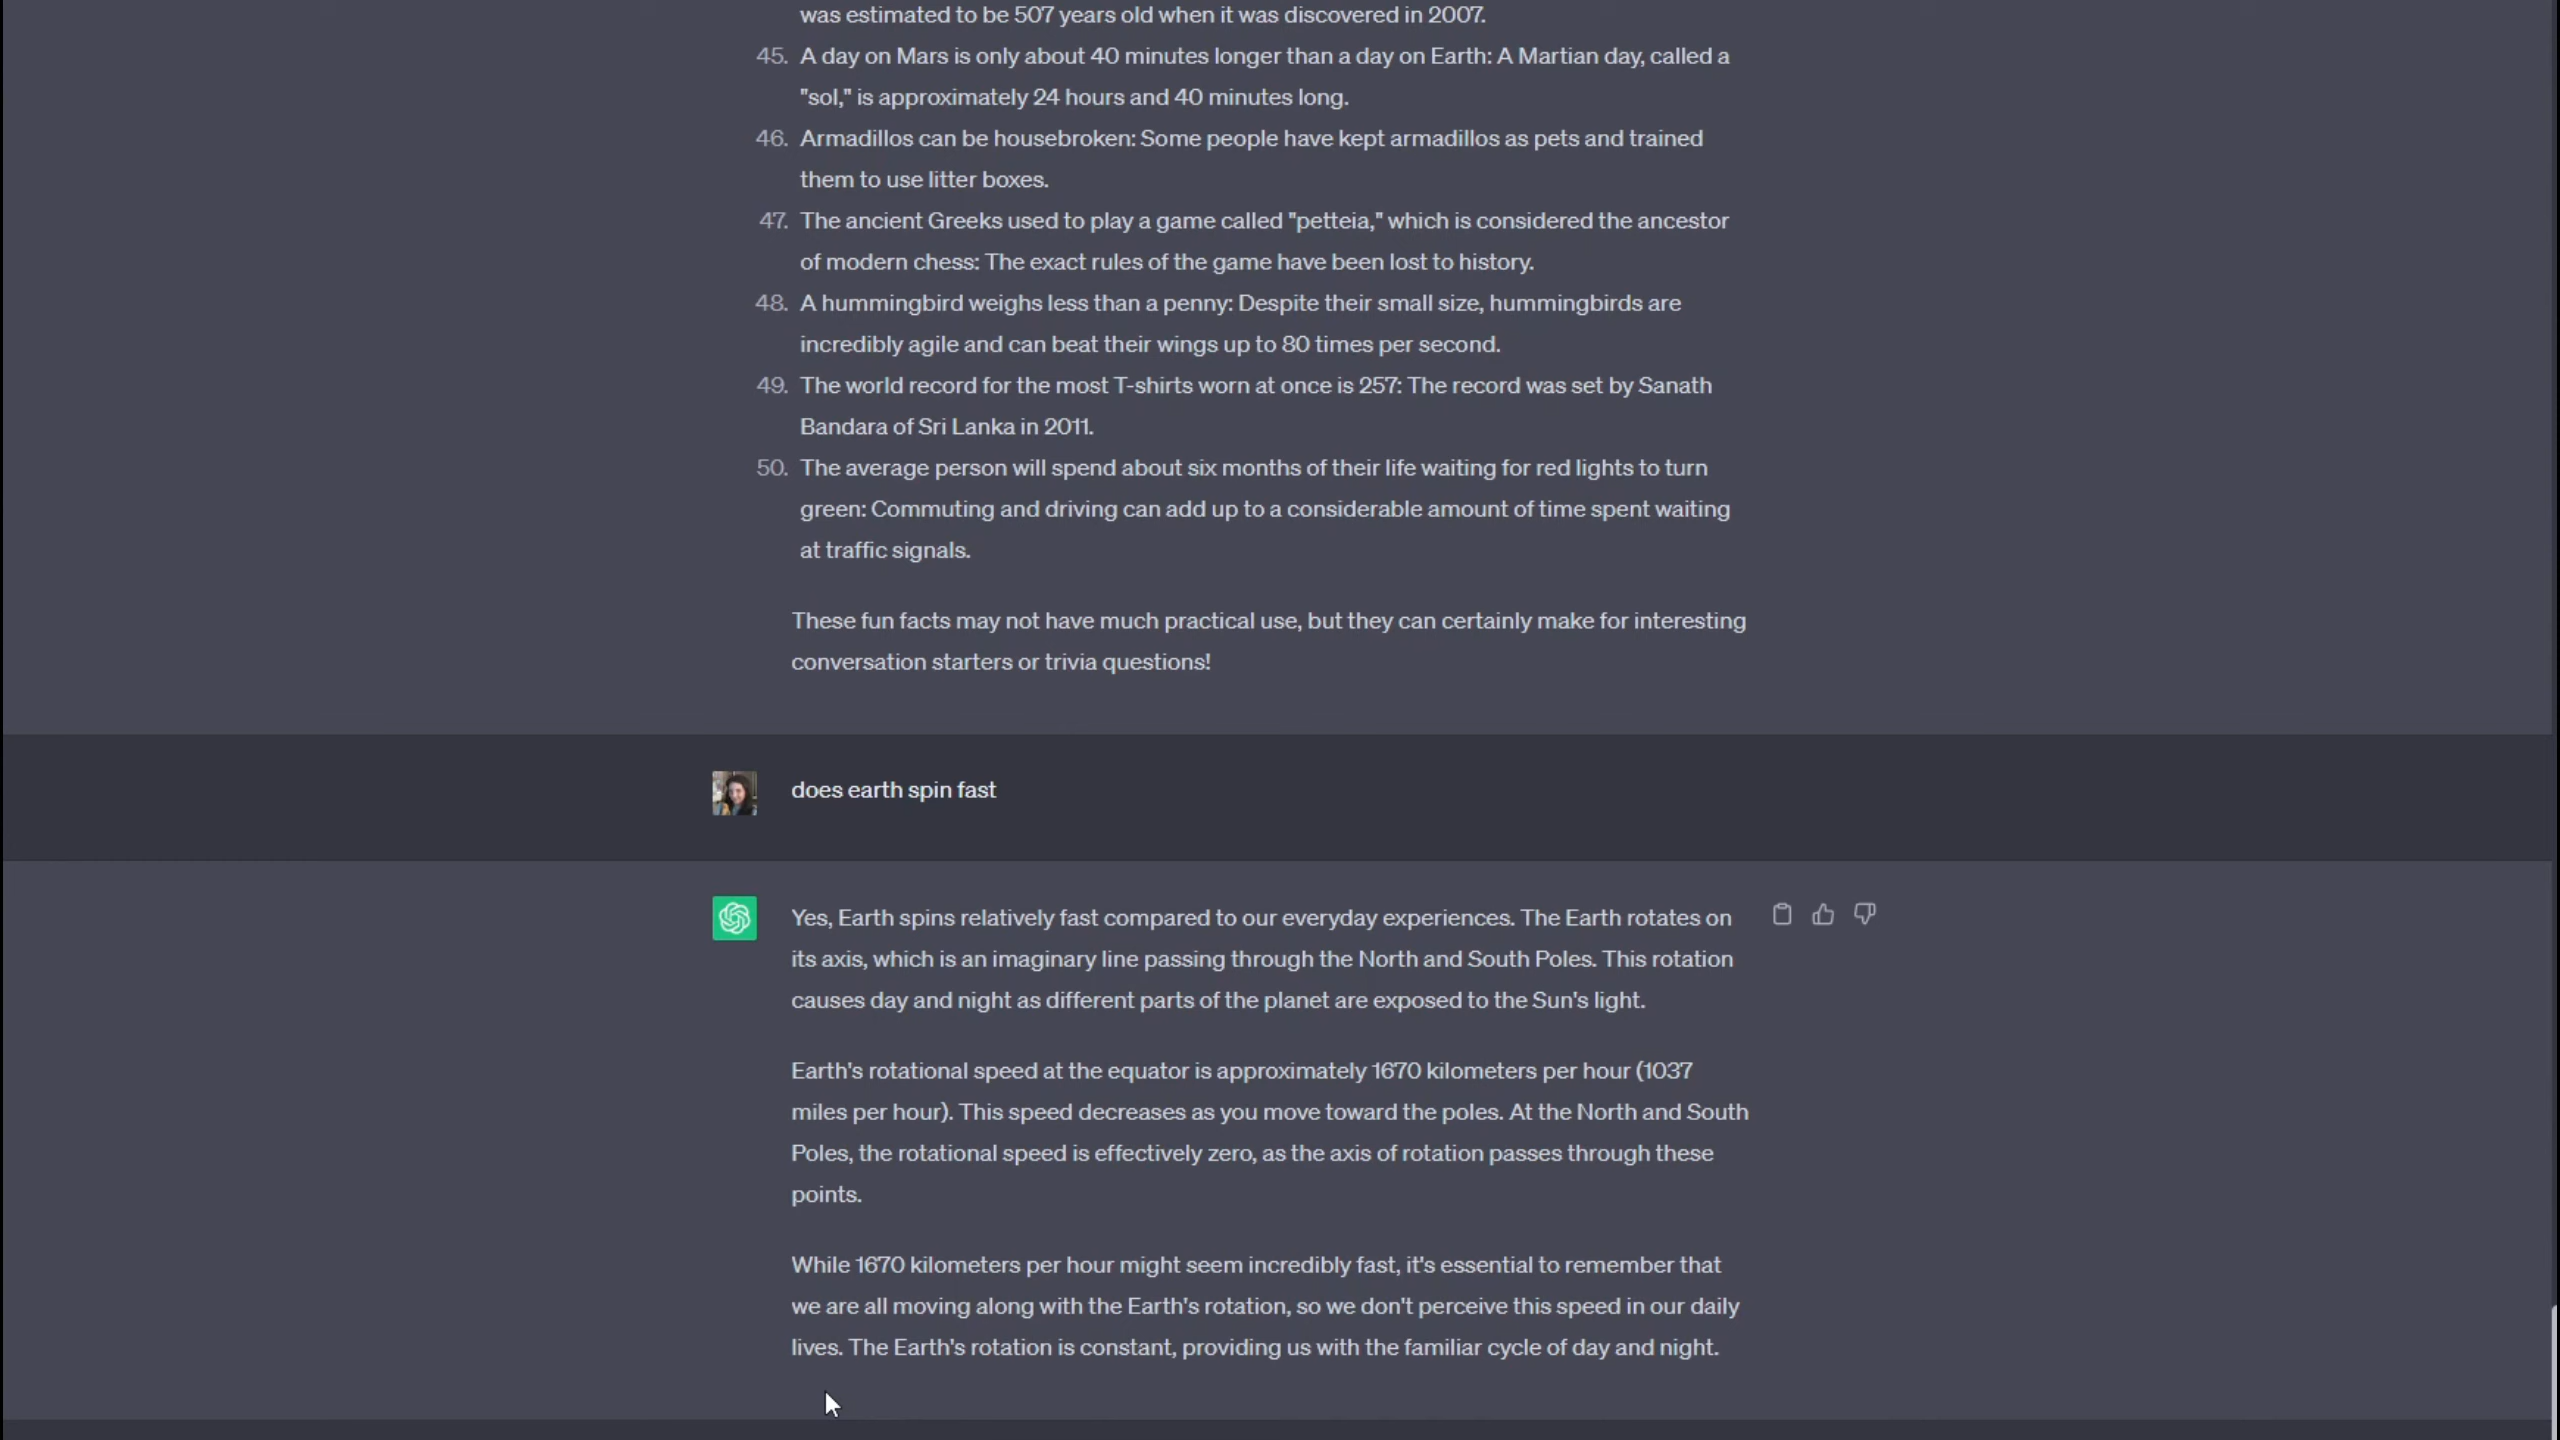 was estimated to be 507 years old when it was discovered in 2007.
45. A day on Mars is only about 40 minutes longer than a day on Earth: A Martian day, called a
"sol," is approximately 24 hours and 40 minutes long.
46. Armadillos can be housebroken: Some people have kept armadillos as pets and trained
them to use litter boxes.
47. The ancient Greeks used to play a game called "petteia," which is considered the ancestor
of modern chess: The exact rules of the game have been lost to history.
48. A hummingbird weighs less than a penny: Despite their small size, hummingbirds are
incredibly agile and can beat their wings up to 80 times per second.
49. The world record for the most T-shirts worn at once is 257: The record was set by Sanath
Bandara of Sri Lanka in 2011.
50. The average person will spend about six months of their life waiting for red lights to turn
green: Commuting and driving can add up to a considerable amount of time spent waiting
at traffic signals.
These fun facts may not have much practical use, but they can certainly make for interesting
conversation starters or trivia questions!
does earth spin fast
Yes, Earth spins relatively fast compared to our everyday experiences. The Earth rotates on
its axis, which is an imaginary line passing through the North and South Poles. This rotation
causes day and night as different parts of the planet are exposed to the Sun's light.
Earth's rotational speed at the equator is approximately 1670 kilometers per hour (1037
miles per hour). This speed decreases as you move toward the poles. At the North and South
Poles, the rotational speed is effectively zero, as the axis of rotation passes through these
points.
While 1670 kilometers per hour might seem incredibly fast, it's essential to remember that
we are all moving along with the Earth's rotation, so we don't perceive this speed in our daily
lives. The Earth's rotation is constant, providing us with the familiar cycle of day and night.